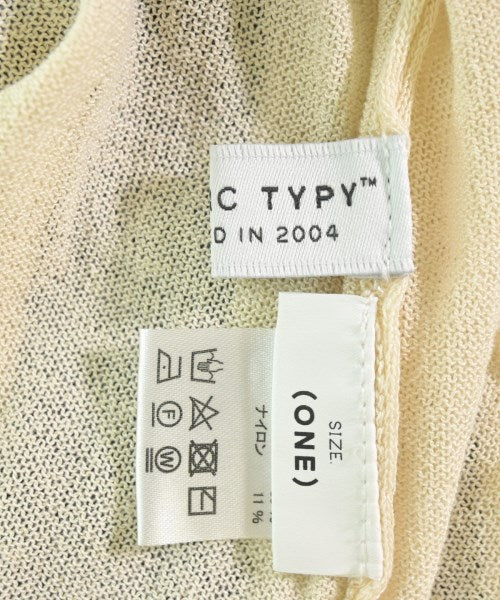 C TYPY™
D IN 2004
SIZE.
(ONE)
ナイロン
11%
F
W